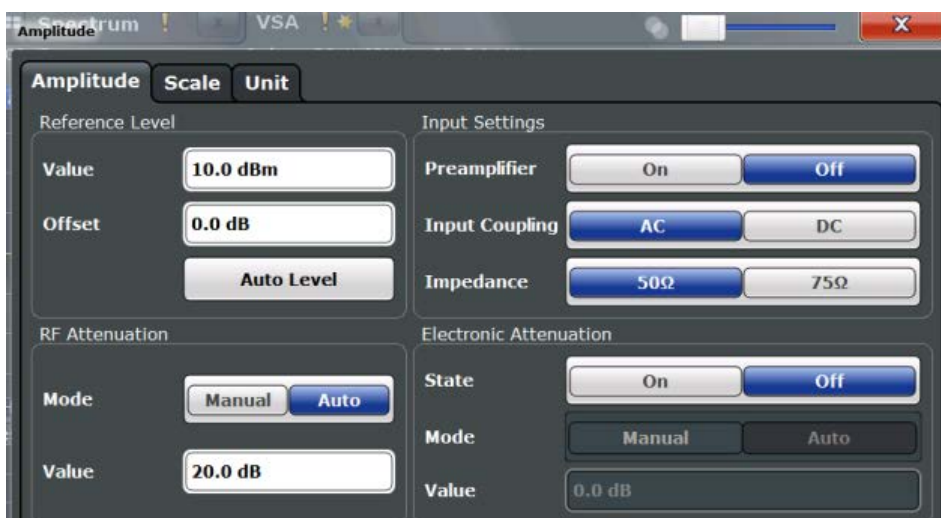 Spectrum ! x VSA ! x
Amplitude X
Amplitude Scale Unit
Reference Level
Value 10.0 dBm
Offset 0.0 dB
Auto Level
RF Attenuation
Mode Manual Auto
Value 20.0 dB
Input Settings
Preamplifier On Off
Input Coupling AC DC
Impedance 50Ω 75Ω
Electronic Attenuation
State On Off
Mode Manual Auto
Value 0.0 dB